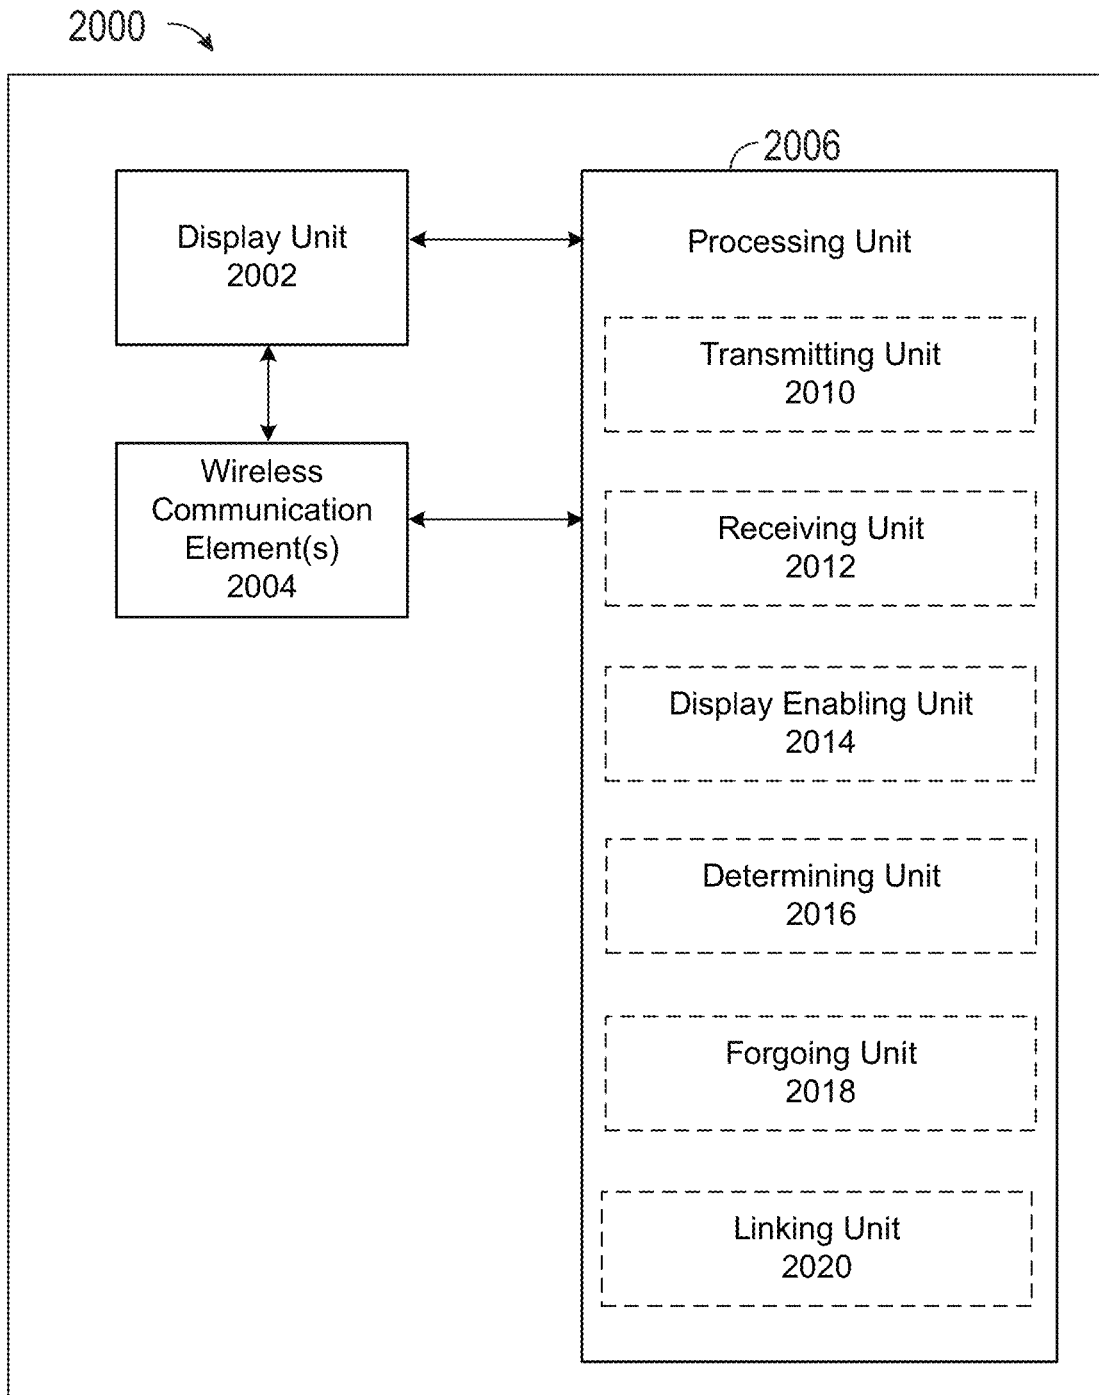 2000
2006
Display Unit
2002
Processing Unit
Transmitting Unit
2010
Wireless
Communication
Element(s)
2004
Receiving Unit
2012
Display Enabling Unit
2014
Determining Unit
2016
Forgoing Unit
2018
Linking Unit
2020